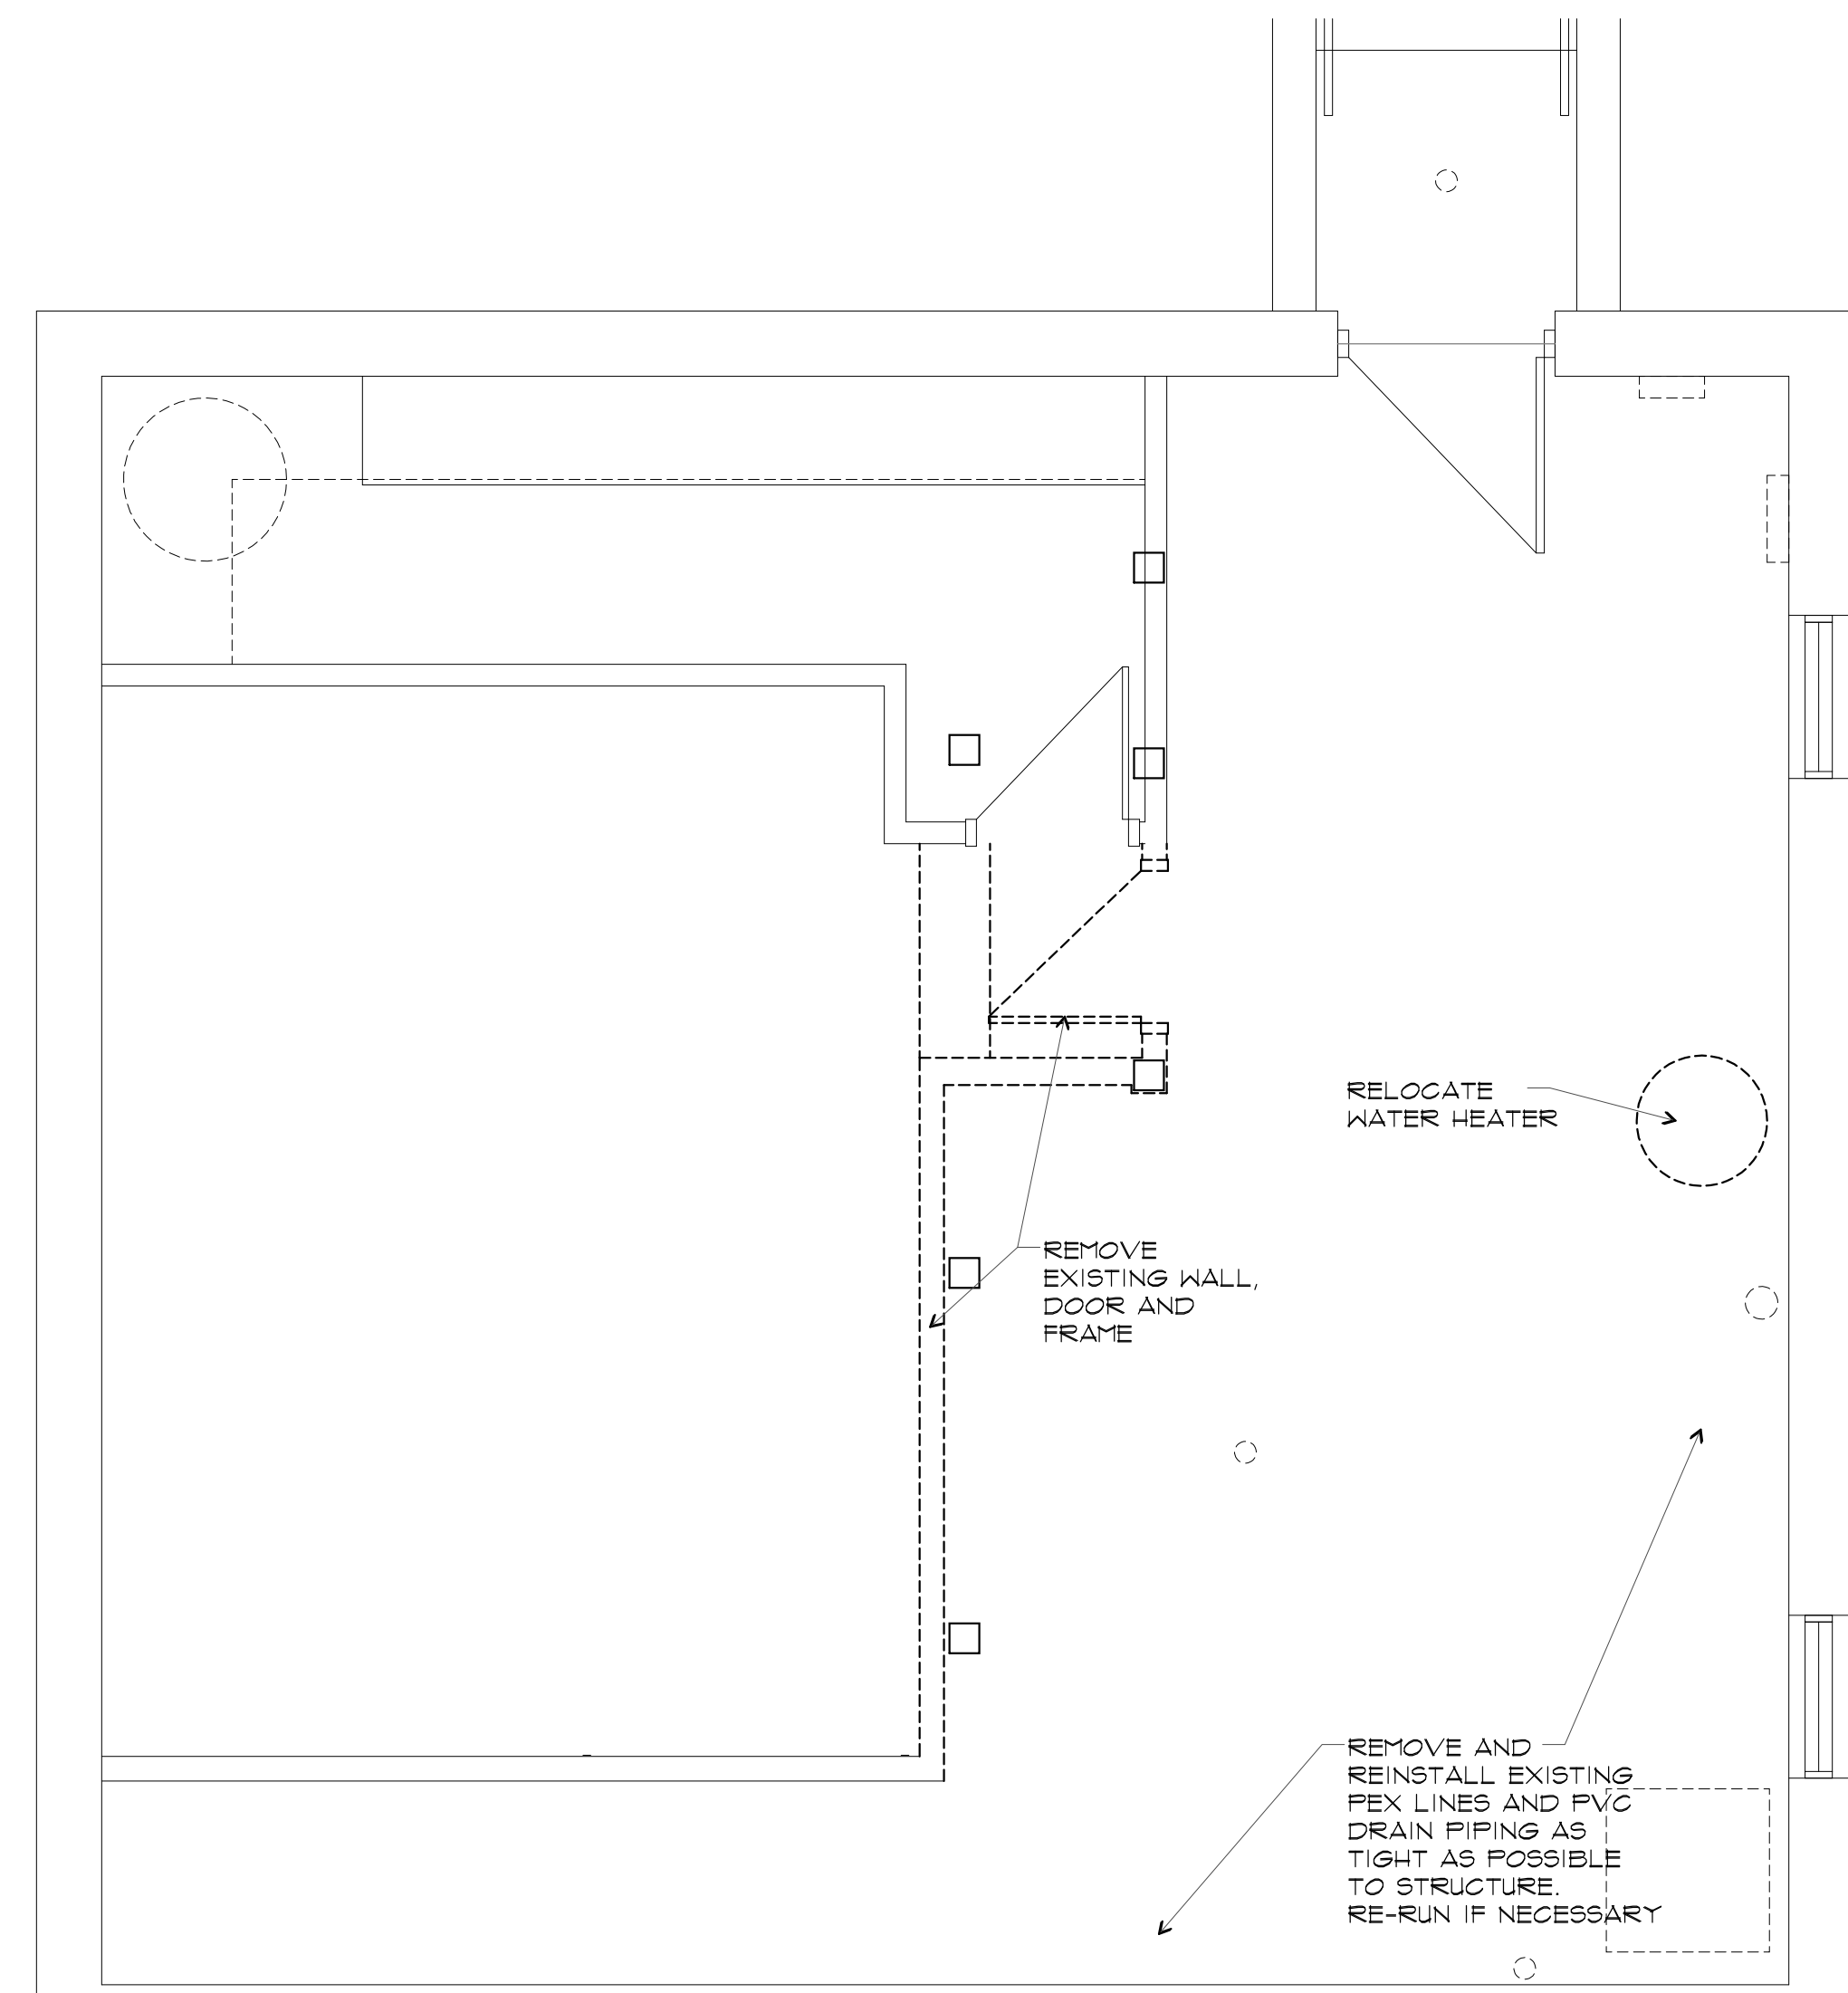 RELOCATE
WATER HEATER
REMOVE
EXISTING WALL,
DOOR AND
FRAME
REMOVE AND
REINSTALL EXISTING
PEX LINES AND PVC
DRAIN PIPING AS
TIGHT AS POSSIBLE
TO STRUCTURE.
RE-RUN IF NECESSARY